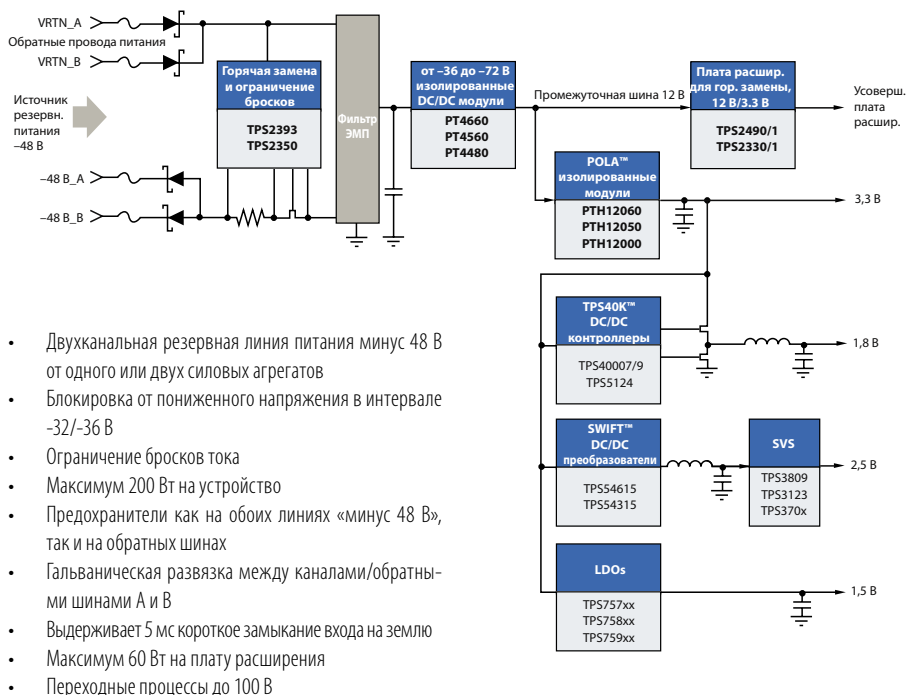 VRTN_A
Обратные провода питания
VRTN_B
Источник
резервн.
питания
–48 В
–48 В_A
–48 В_B
Горячая замена
и ограничение
бросков
TPS2393
TPS2350
Фильтр
ЭМП
от –36 до –72 В
изолированные
DC/DC модули
PT4660
PT4560
PT4480
Промежуточная шина 12 В
Плата расшир.
для гор. замены,
12 В/3.3 В
TPS2490/1
TPS2330/1
Усоверш.
плата
расшир.
POLA™
изолированные
модули
PTH12060
PTH12050
PTH12000
3,3 В
TPS40K™
DC/DC
контроллеры
TPS40007/9
TPS5124
1,8 В
SWIFT™
DC/DC
преобразователи
TPS54615
TPS54315
SVS
TPS3809
TPS3123
TPS370x
2,5 В
LDOs
TPS757xx
TPS758xx
TPS759xx
1,5 В
• Двухканальная резервная линия питания минус 48 В
от одного или двух силовых агрегатов
• Блокировка от пониженного напряжения в интервале
-32/-36 В
• Ограничение бросков тока
• Максимум 200 Вт на устройство
• Предохранители как на обоих линиях «минус 48 В»,
так и на обратных шинах
• Гальваническая развязка между каналами/обратны-
ми шинами А и В
• Выдерживает 5 мс короткое замыкание входа на землю
• Максимум 60 Вт на плату расширения
• Переходные процессы до 100 В